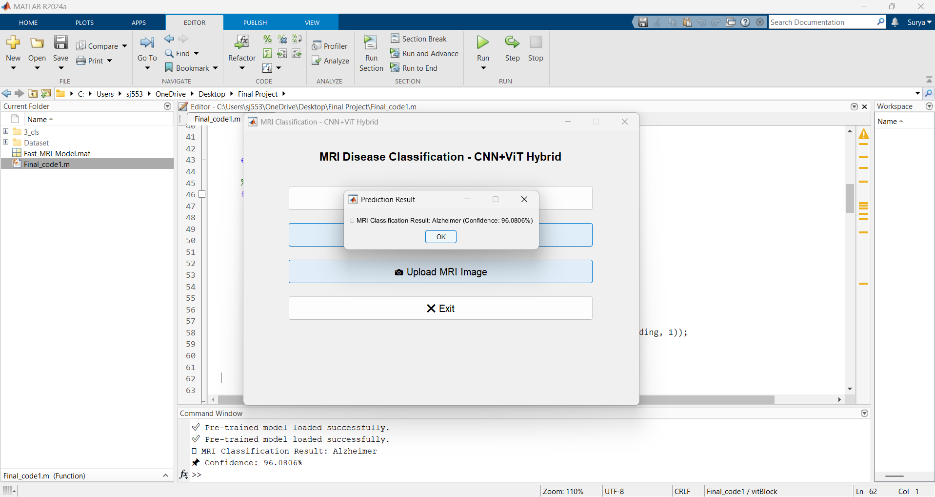 MATLAB R2024a
HOME PLOTS APPS EDITOR PUBLISH VIEW Search Documentation Surya
New Open Save Compare Print Go To Find Bookmark Refactor Profiler Analyze Run Section Section Break Run and Advance Run to End Run Step Stop
FILE NAVIGATE CODE ANALYZE SECTION RUN
C: Users sj553 OneDrive Desktop Final Project
Current Folder
Name
3_cls
Dataset
Fast_MRI_Model.mat
Final_code1.m
Final_code1.m (Function)
Editor - C:\Users\sj553\OneDrive\Desktop\Final Project\Final_code1.m
Final_code1.m
41
42
43 e
44
45 %
46
47
48
49
50
51
52
53
54
55
56
57
58 ding, 1));
59
60
61
62
63
MRI Classification - CNN+ViT Hybrid
MRI Disease Classification - CNN+ViT Hybrid
Prediction Result
MRI Classification Result: Alzheimer (Confidence: 96.0806%)
OK
Upload MRI Image
Exit
Workspace
Name
Command Window
Pre-trained model loaded successfully.
Pre-trained model loaded successfully.
MRI Classification Result: Alzheimer
Confidence: 96.0806%
fx >>
Zoom: 110% UTF-8 CRLF Final_code1 / vitBlock Ln 62 Col 1